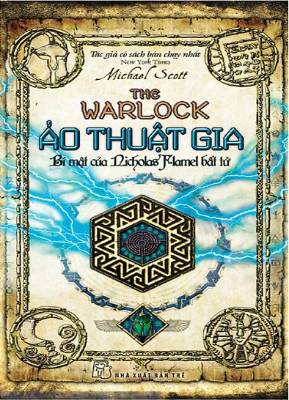 Tác giả có sách bán chạy nhất
New York Times
Michael Scott
THE
WARLOCK
ẢO THUẬT GIA
Bí mật của Nicholas Flamel bất tử
NHÀ XUẤT BẢN TRẺ